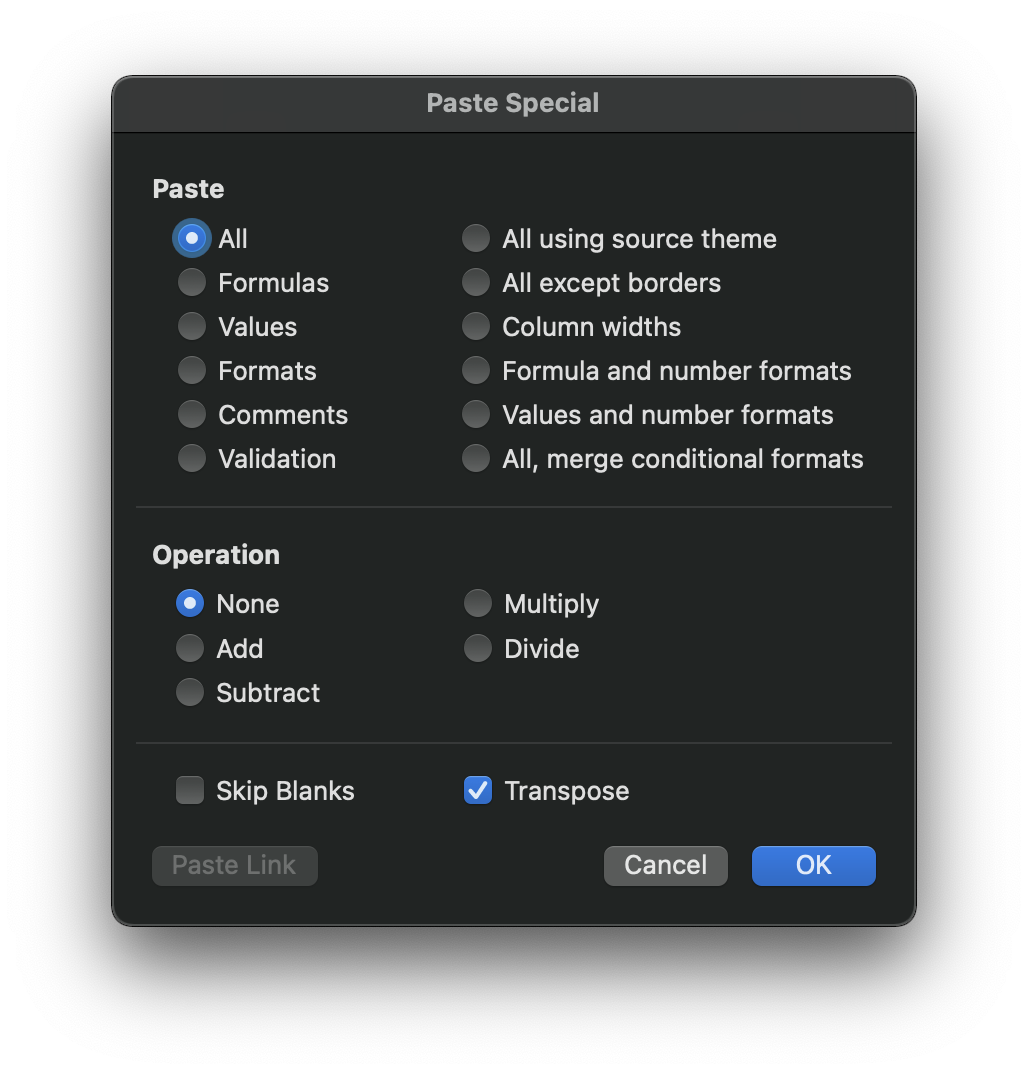 Paste Special
Paste
All
All using source theme
Formulas
All except borders
Values
Column widths
Formats
Formula and number formats
Comments
Values and number formats
Validation
All, merge conditional formats
Operation
None
Multiply
Add
Divide
Subtract
Skip Blanks
Transpose
Paste Link
Cancel
OK